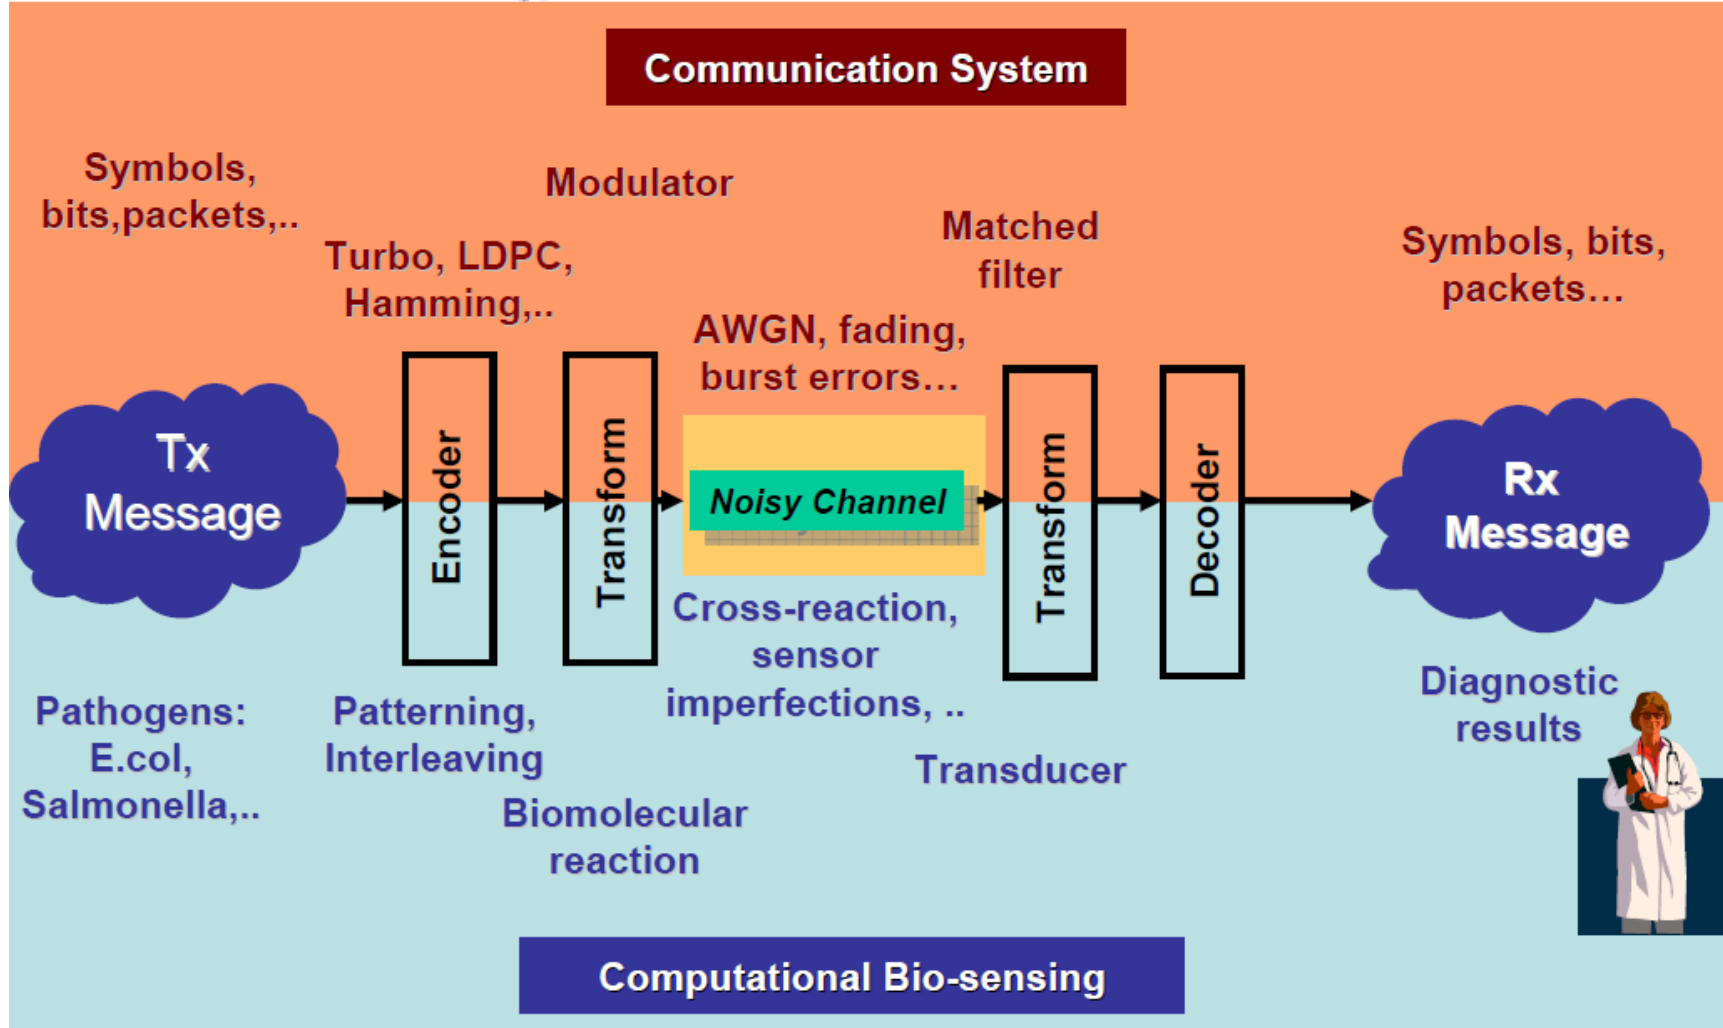 Communication System
Symbols,
bits,packets,..
Modulator
Turbo, LDPC,
Hamming,..
Matched
filter
Symbols, bits,
packets…
AWGN, fading,
burst errors…
Tx
Message
Encoder
Transform
Noisy Channel
Transform
Decoder
Rx
Message
Pathogens:
E.col,
Salmonella,..
Patterning,
Interleaving
Biomolecular
reaction
Cross-reaction,
sensor
imperfections, ..
Transducer
Diagnostic
results
Computational Bio-sensing